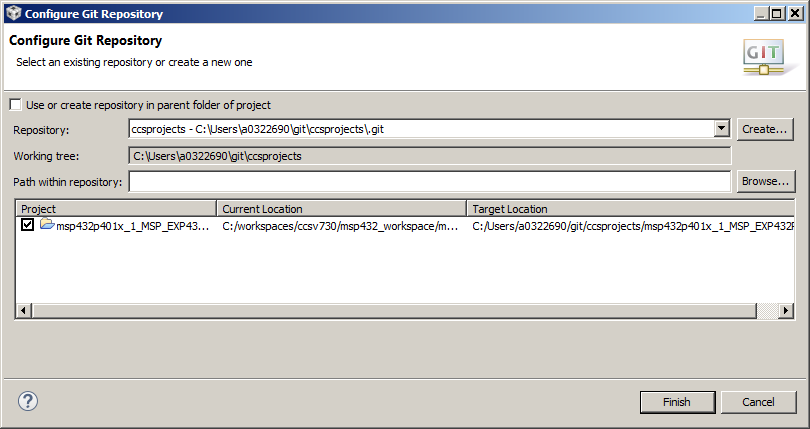 Configure Git Repository
Configure Git Repository
Select an existing repository or create a new one
GIT
Use or create repository in parent folder of project
Repository: ccsprojects - C:\Users\a0322690\git\ccsprojects\.git Create...
Working tree: C:\Users\a0322690\git\ccsprojects
Path within repository: Browse...
Project Current Location Target Location
msp432p401x_1_MSP_EXP43... C:/workspaces/ccsv730/msp432_workspace/m... C:/Users/a0322690/git/ccsprojects/msp432p401x_1_MSP_EXP432P
? Finish Cancel